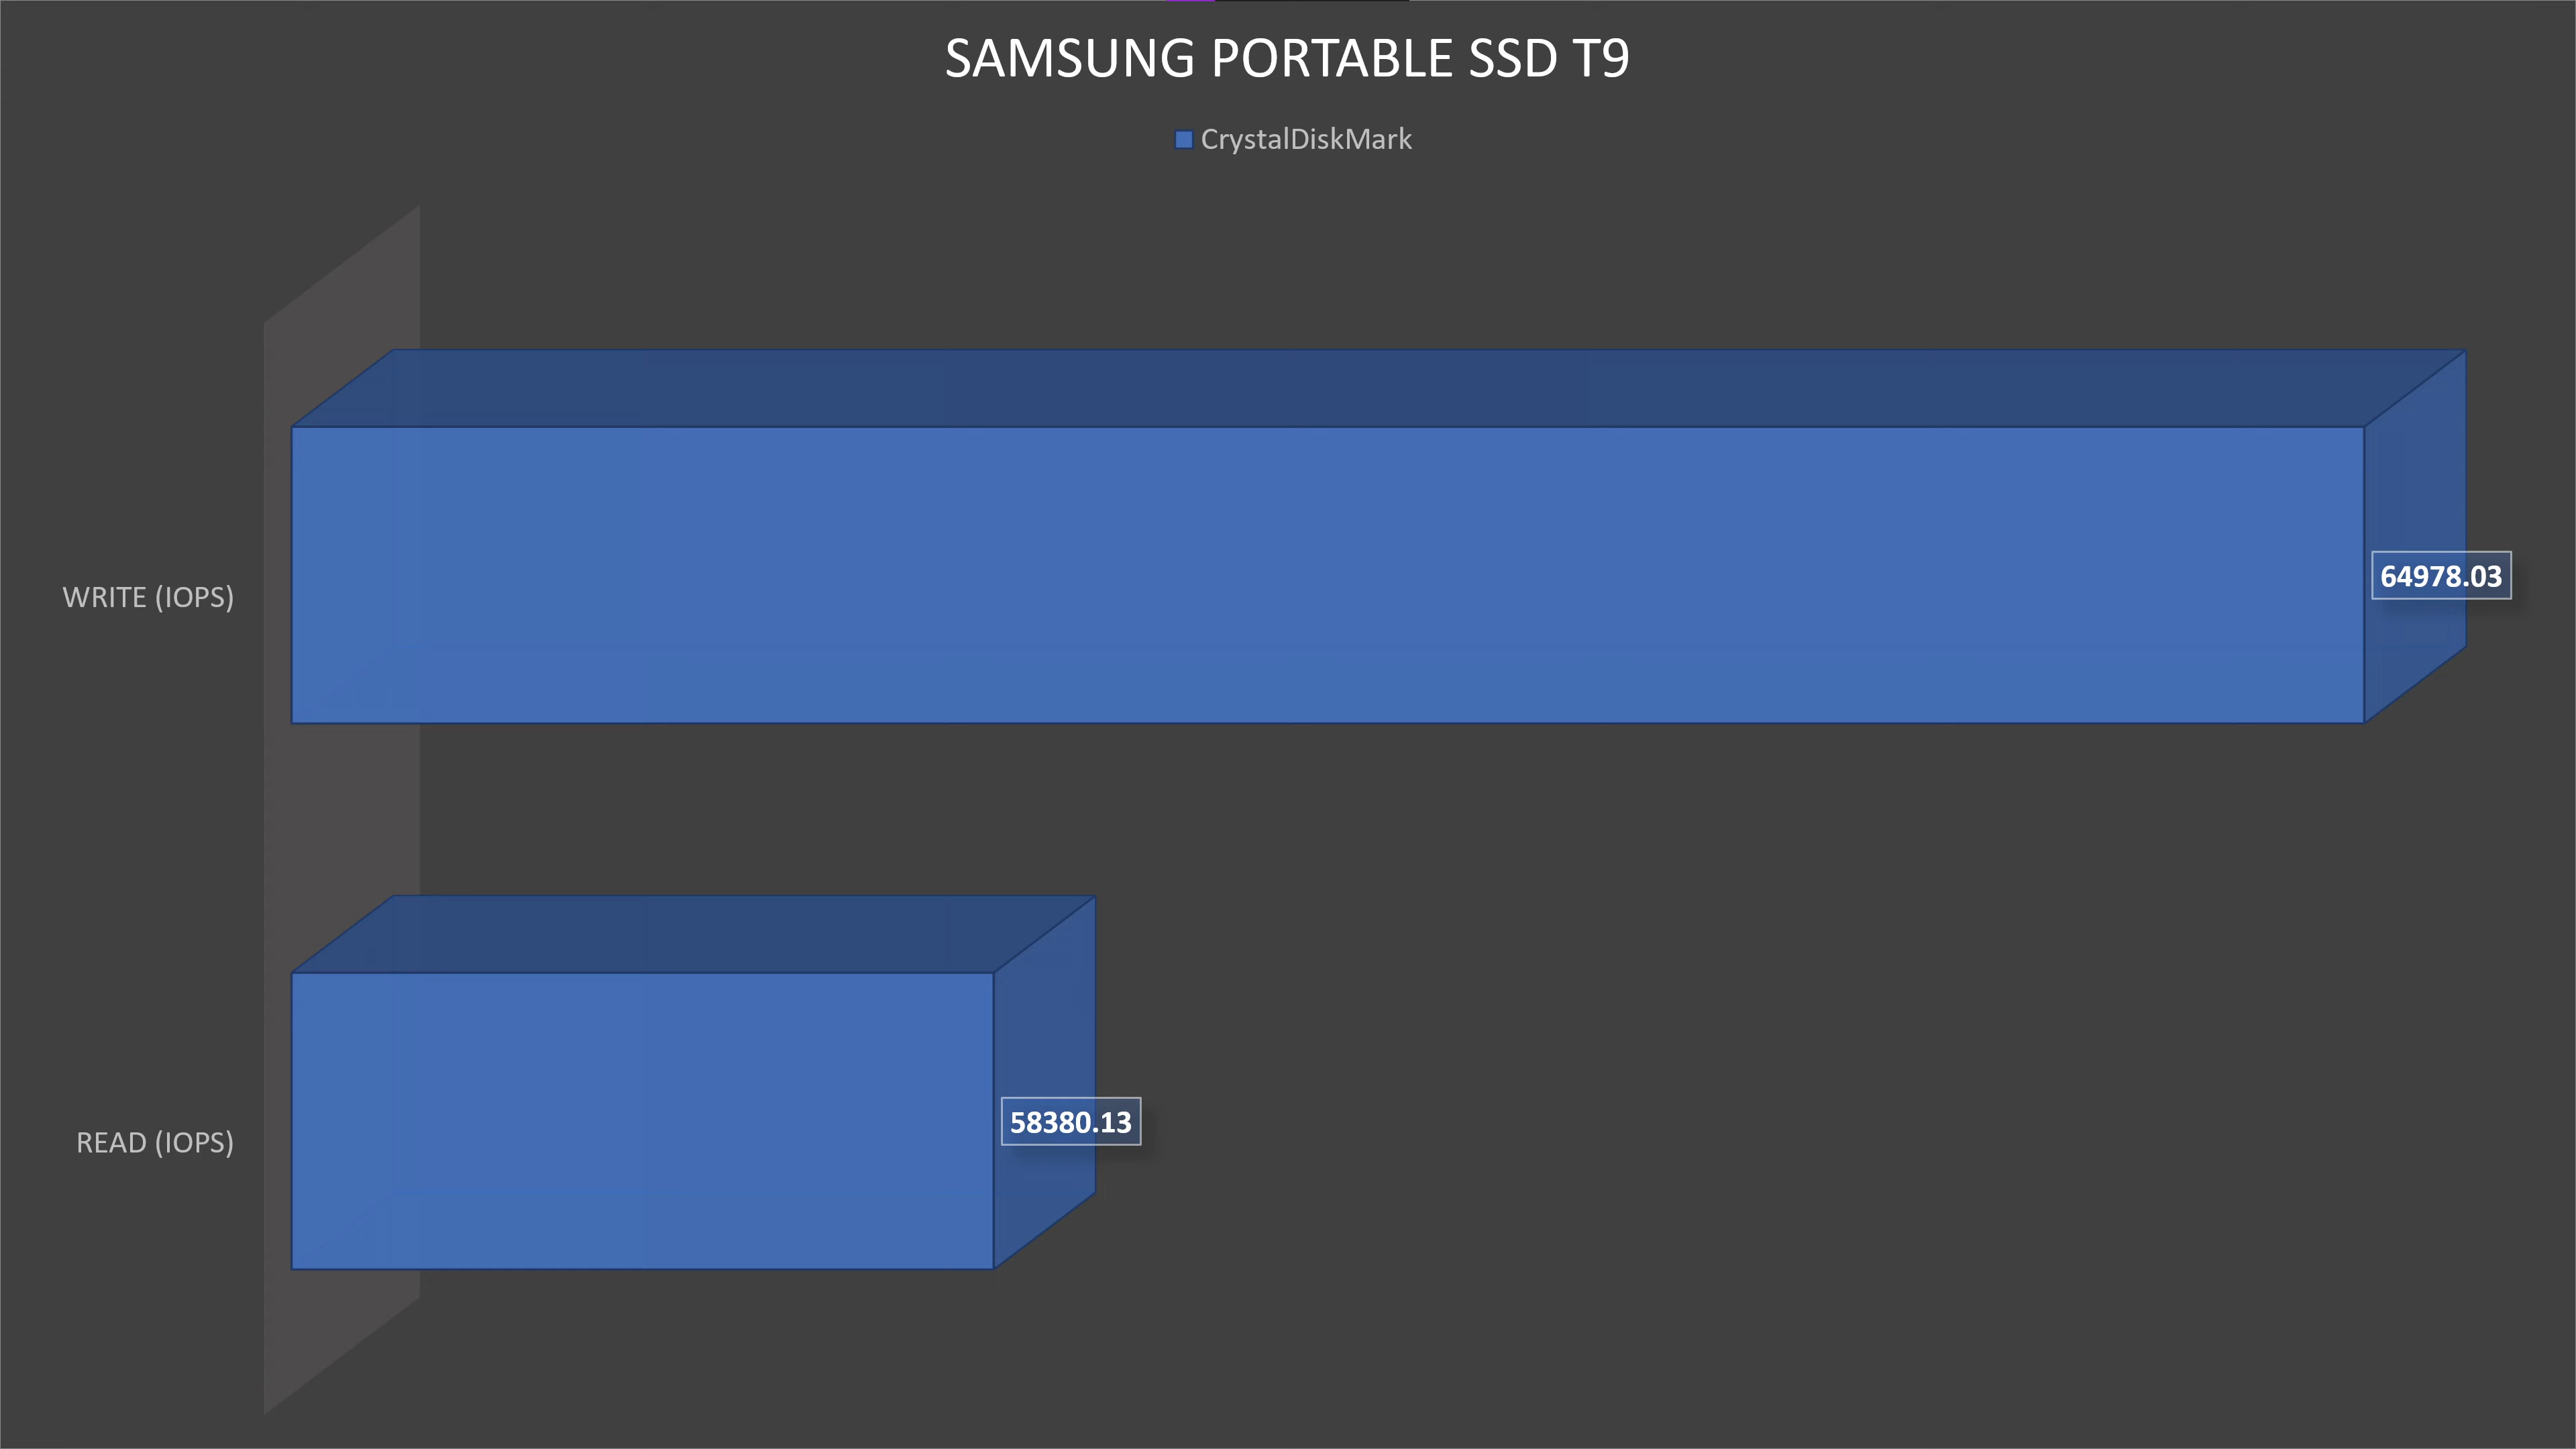 SAMSUNG PORTABLE SSD T9
CrystalDiskMark
WRITE (IOPS)
64978.03
READ (IOPS)
58380.13